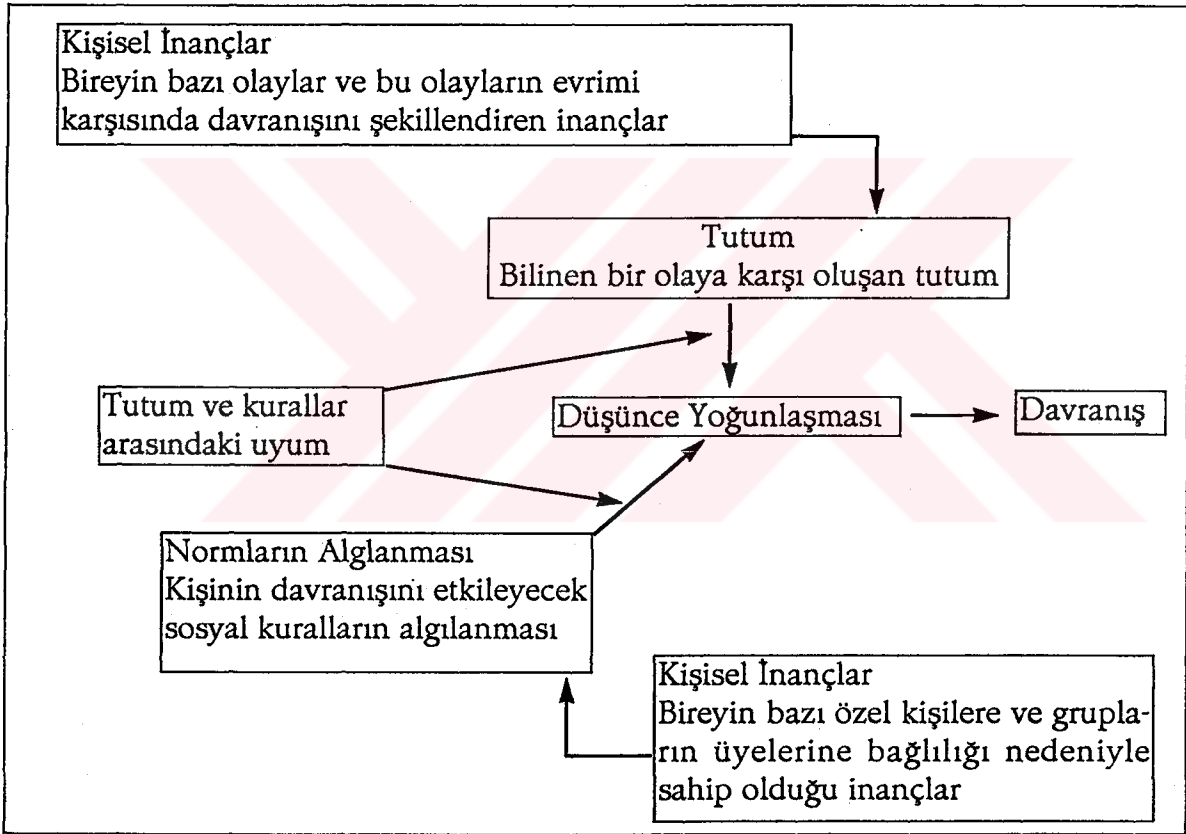 Kişisel İnançlar
Bireyin bazı olaylar ve bu olayların evrimi
karşısında davranışını şekillendiren inançlar
Tutum
Bilinen bir olaya karşı oluşan tutum
Tutum ve kurallar
arasındaki uyum
Düşünce Yoğunlaşması
Davranış
Normların Alglanması
Kişinin davranışını etkileyecek
sosyal kuralların algılanması
Kişisel İnançlar
Bireyin bazı özel kişilere ve grupla-
rın üyelerine bağlılığı nedeniyle
sahip olduğu inançlar